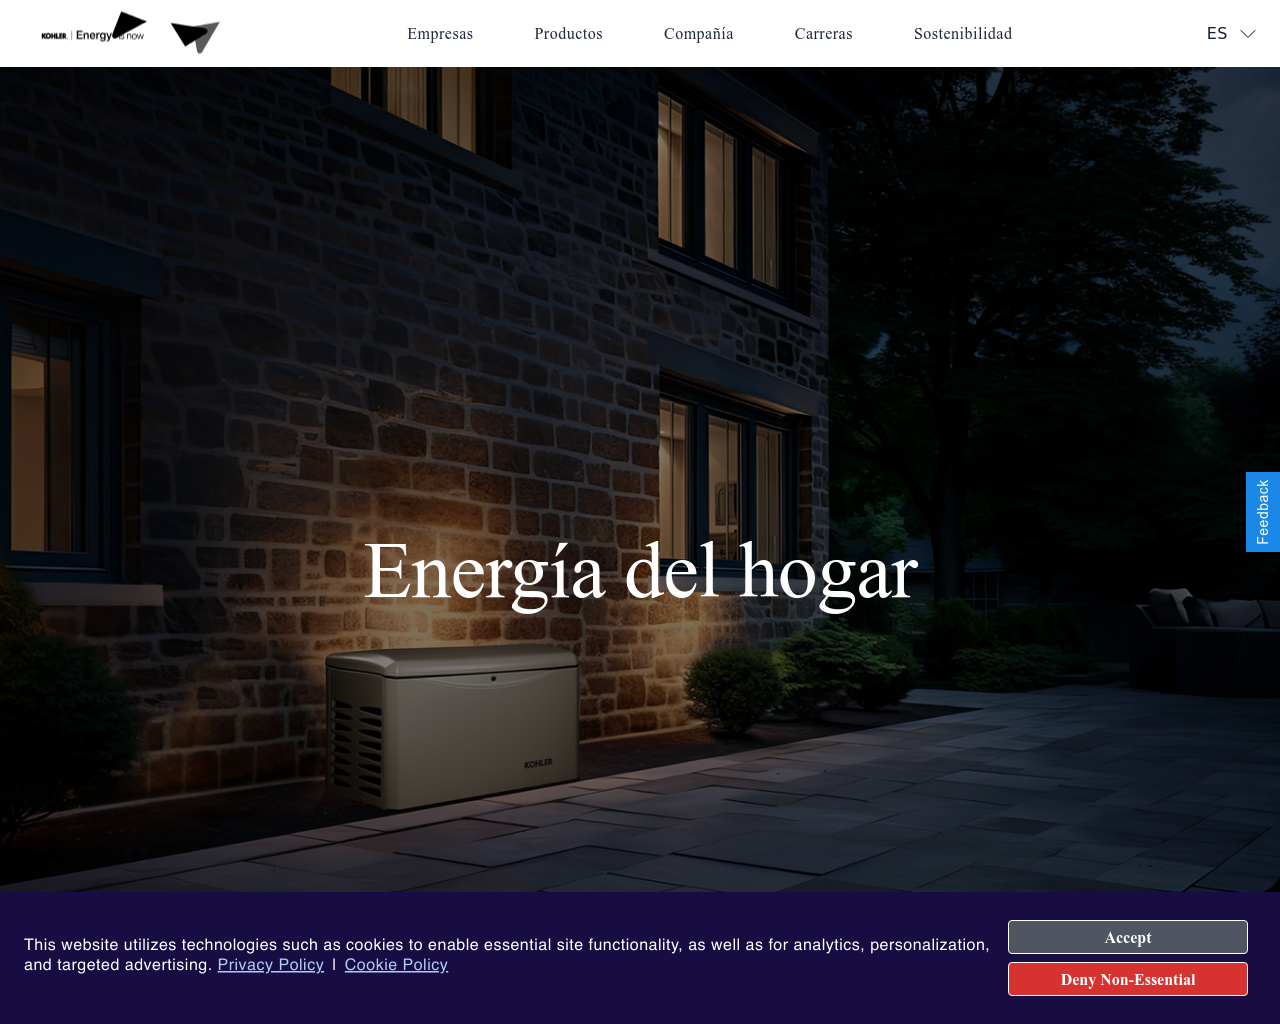 KOHLER | Energy is now
Empresas
Productos
Compañía
Carreras
Sostenibilidad
ES
Feedback
Energía del hogar
KOHLER
This website utilizes technologies such as cookies to enable essential site functionality, as well as for analytics, personalization,
and targeted advertising. Privacy Policy | Cookie Policy
Accept
Deny Non-Essential